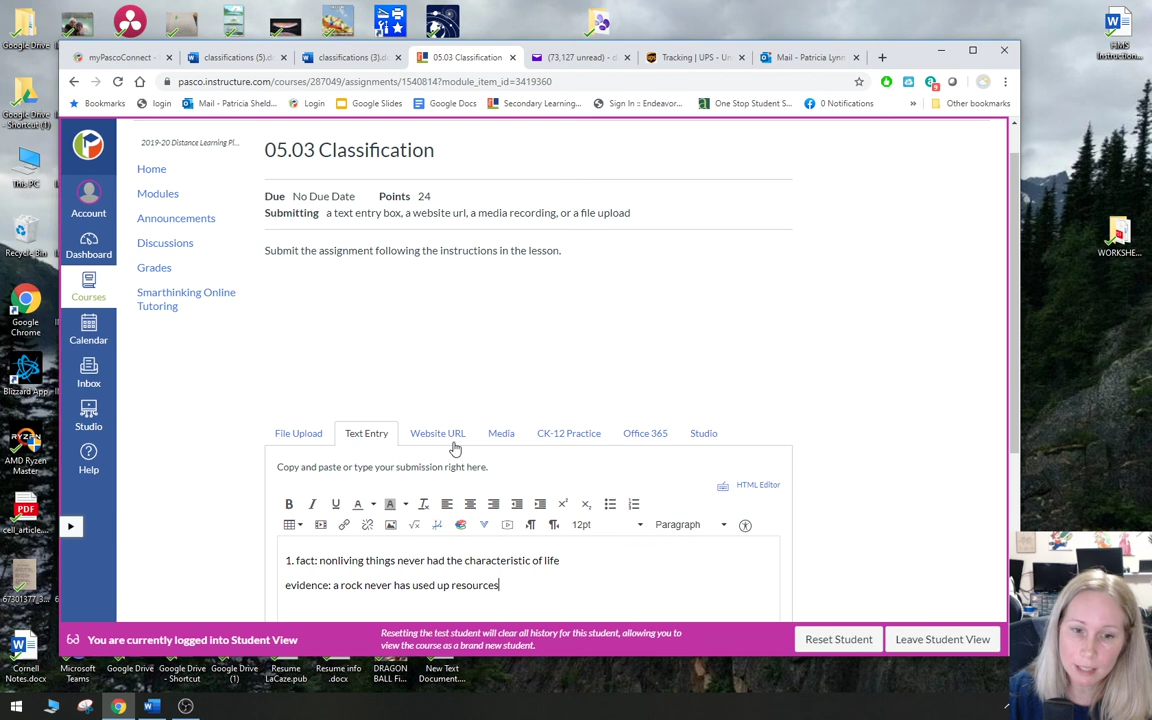 Google Drive
HMS
Instruction...
myPascoConnect -
classifications (5).d
classifications (3).d
05.03 Classification
(73,127 unread) - c
Tracking | UPS - Un
Mail - Patricia Lynn
pasco.instructure.com/courses/287049/assignments/1540814?module_item_id=3419360
Bookmarks
login
Mail - Patricia Sheld...
Login
Google Slides
Google Docs
Secondary Learning...
Sign In :: Endeavor...
One Stop Student S...
0 Notifications
»
Other bookmarks
Google Drive
- Shortcut (1)
This PC
Recycle Bin
Google
Chrome
Blizzard App
AMD Ryzen
Master
PDF
cell_article....
67301377_3...
Cornell
Notes.docx
WORKSHE...
Account
Dashboard
Courses
Calendar
Inbox
Studio
Help
2019-20 Distance Learning Pl...
Home
Modules
Announcements
Discussions
Grades
Smarthinking Online
Tutoring
05.03 Classification
Due No Due Date Points 24
Submitting a text entry box, a website url, a media recording, or a file upload
Submit the assignment following the instructions in the lesson.
File Upload
Text Entry
Website URL
Media
CK-12 Practice
Office 365
Studio
Copy and paste or type your submission right here.
HTML Editor
12pt
Paragraph
1. fact: nonliving things never had the characteristic of life
evidence: a rock never has used up resources
You are currently logged into Student View
Resetting the test student will clear all history for this student, allowing you to
view the course as a brand new student.
Reset Student
Leave Student View
Microsoft
Teams
Google Drive
Google Drive
- Shortcut
Google Drive
(1)
Resume
LaCaze.pub
Resume info
.docx
DRAGON
BALL Fi...
New Text
Document....